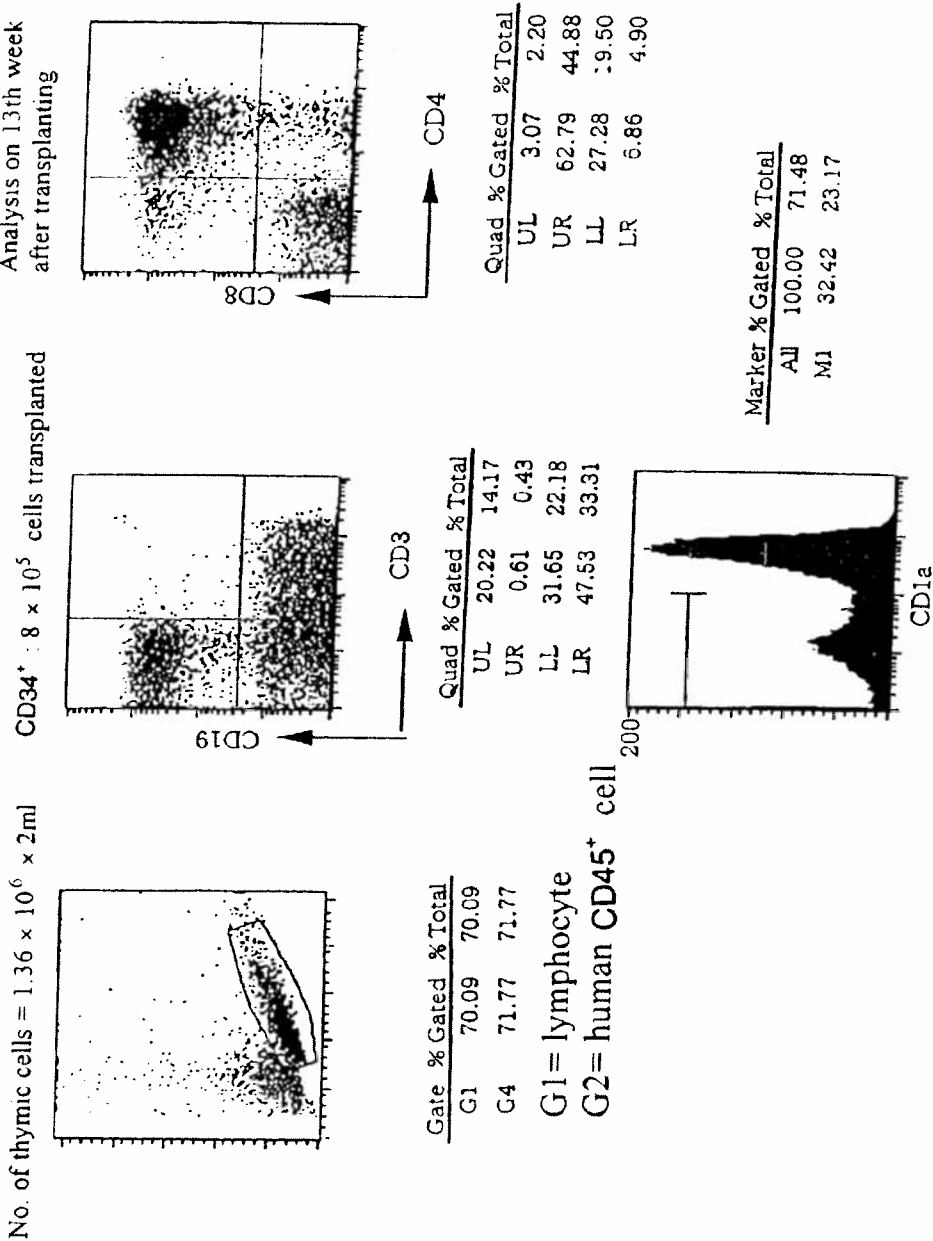 No. of thymic cells = 1.36 × 10⁶ × 2ml
CD34⁺ : 8 × 10⁵ cells transplanted
Analysis on 13th week
after transplanting
Gate % Gated % Total
G1 70.09 70.09
G4 71.77 71.77
G1= lymphocyte
G2= human CD45⁺ cell
CD19
CD3
Quad % Gated % Total
UL 20.22 14.17
UR 0.61 0.43
LL 31.65 22.18
LR 47.53 33.31
CD8
CD4
Quad % Gated % Total
UL 3.07 2.20
UR 62.79 44.88
LL 27.28 19.50
LR 6.86 4.90
200
CD1a
Marker % Gated % Total
All 100.00 71.48
M1 32.42 23.17